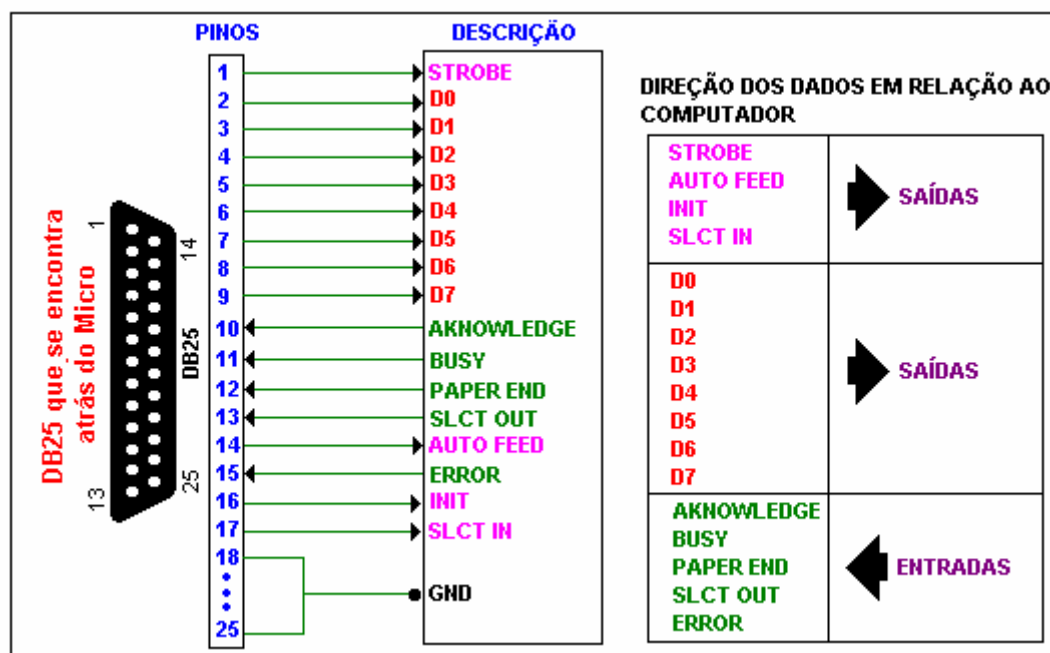 PINOS
DESCRIÇÃO
1 STROBE
2 D0
3 D1
4 D2
5 D3
6 D4
7 D5
8 D6
9 D7
10 AKNOWLEDGE
11 BUSY
12 PAPER END
13 SLCT OUT
14 AUTO FEED
15 ERROR
16 INIT
17 SLCT IN
18
GND
25
DB25 que se encontra
atrás do Micro
1
13
14
25
DB25
DIREÇÃO DOS DADOS EM RELAÇÃO AO
COMPUTADOR
STROBE
AUTO FEED
INIT
SLCT IN
SAÍDAS
D0
D1
D2
D3
D4
D5
D6
D7
SAÍDAS
AKNOWLEDGE
BUSY
PAPER END
SLCT OUT
ERROR
ENTRADAS